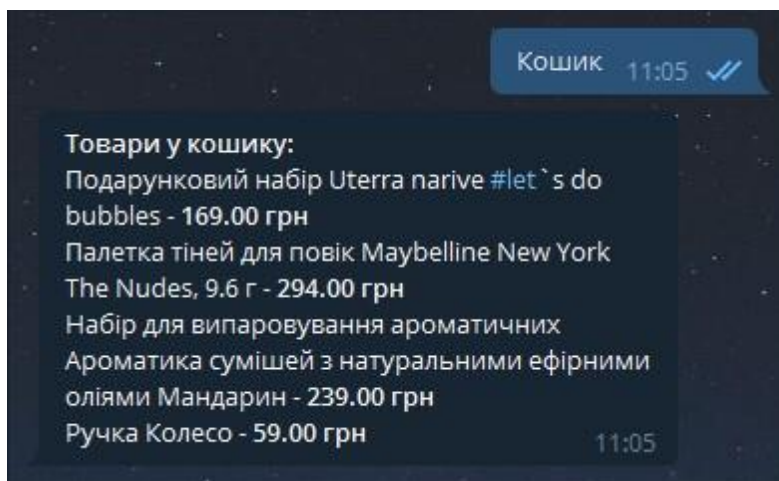 Кошик 11:05
Товари у кошику:
Подарунковий набір Uterra narive #let`s do
bubbles - 169.00 грн
Палетка тіней для повік Maybelline New York
The Nudes, 9.6 г - 294.00 грн
Набір для випаровування ароматичних
Ароматика сумішей з натуральними ефірними
оліями Мандарин - 239.00 грн
Ручка Колесо - 59.00 грн
11:05